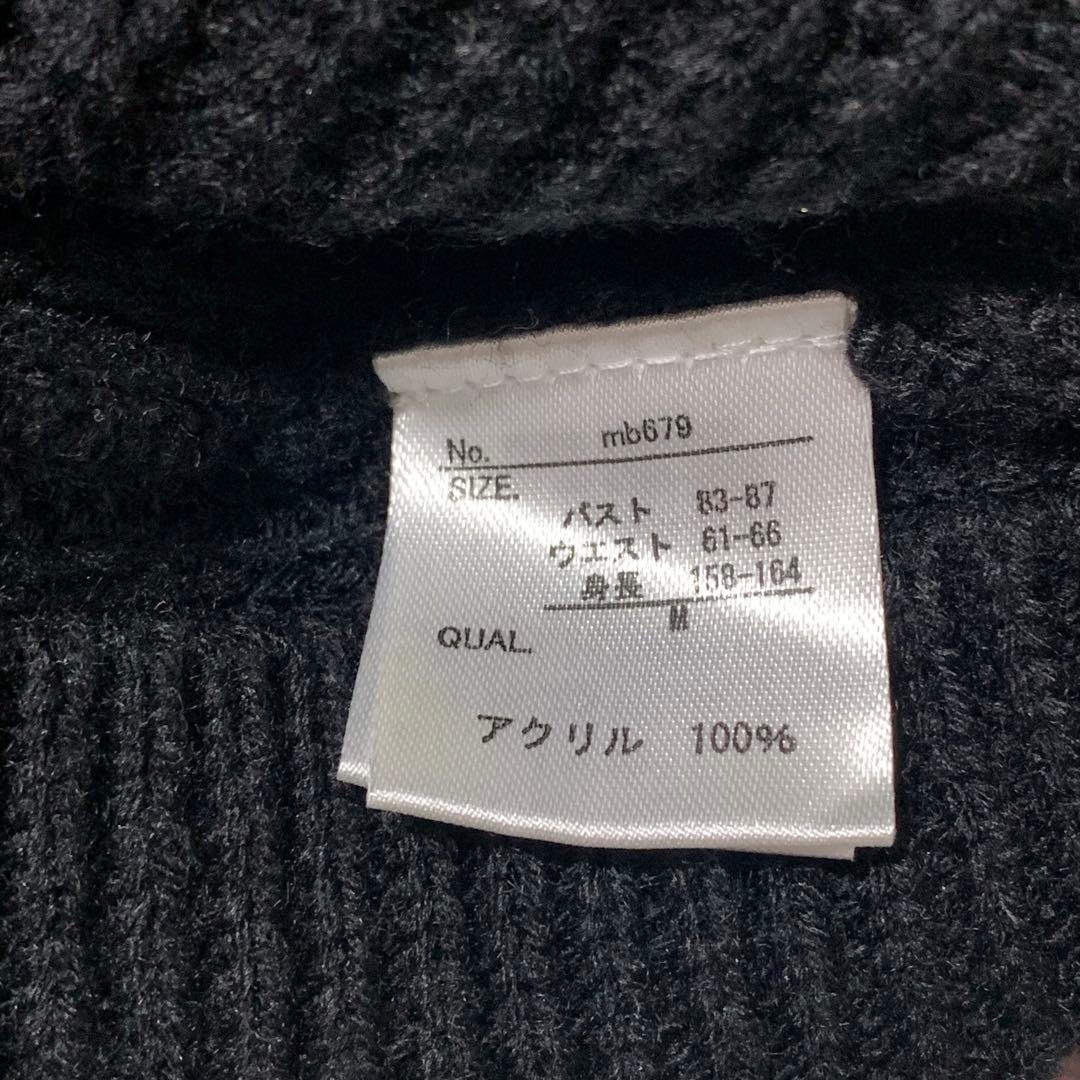 No. mb679
SIZE.
バスト 83-87
ウエスト 61-66
身長 158-164
M
QUAL.
アクリル 100%